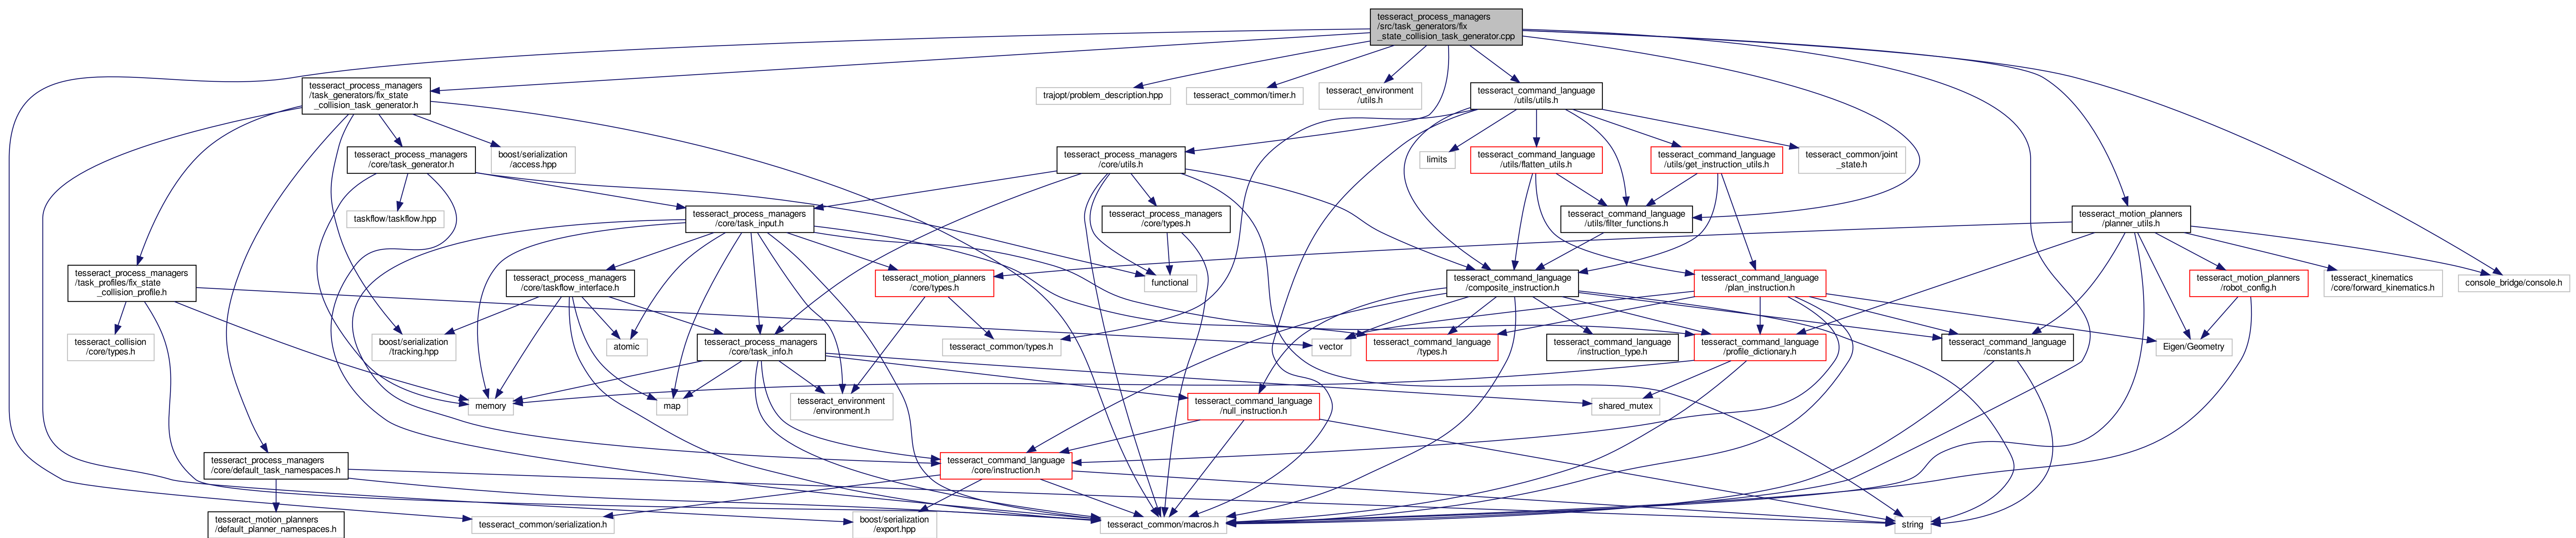 tesseract_process_managers
/src/task_generators/fix
_state_collision_task_generator.cpp
tesseract_process_managers
/task_generators/fix_state
_collision_task_generator.h
trajopt/problem_description.hpp
tesseract_common/timer.h
tesseract_environment
/utils.h
tesseract_command_language
/utils/utils.h
tesseract_process_managers
/core/task_generator.h
boost/serialization
/access.hpp
tesseract_process_managers
/core/utils.h
limits
tesseract_command_language
/utils/flatten_utils.h
tesseract_command_language
/utils/get_instruction_utils.h
tesseract_common/joint
_state.h
taskflow/taskflow.hpp
tesseract_process_managers
/core/task_input.h
tesseract_process_managers
/core/types.h
tesseract_command_language
/utils/filter_functions.h
tesseract_motion_planners
/planner_utils.h
tesseract_process_managers
/task_profiles/fix_state
_collision_profile.h
tesseract_process_managers
/core/taskflow_interface.h
tesseract_motion_planners
/core/types.h
functional
tesseract_command_language
/composite_instruction.h
tesseract_command_language
/plan_instruction.h
tesseract_motion_planners
/robot_config.h
tesseract_kinematics
/core/forward_kinematics.h
console_bridge/console.h
tesseract_collision
/core/types.h
boost/serialization
/tracking.hpp
atomic
tesseract_process_managers
/core/task_info.h
tesseract_common/types.h
vector
tesseract_command_language
/types.h
tesseract_command_language
/instruction_type.h
tesseract_command_language
/profile_dictionary.h
tesseract_command_language
/constants.h
Eigen/Geometry
memory
map
tesseract_environment
/environment.h
tesseract_command_language
/null_instruction.h
shared_mutex
tesseract_process_managers
/core/default_task_namespaces.h
tesseract_command_language
/core/instruction.h
tesseract_motion_planners
/default_planner_namespaces.h
tesseract_common/serialization.h
boost/serialization
/export.hpp
tesseract_common/macros.h
string